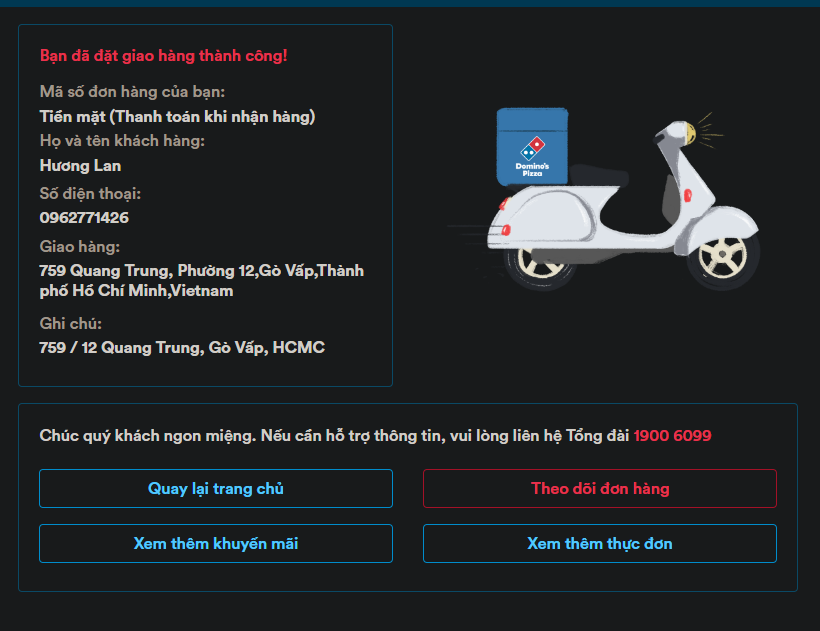 Bạn đã đặt giao hàng thành công!
Mã số đơn hàng của bạn:
Tiền mặt (Thanh toán khi nhận hàng)
Họ và tên khách hàng:
Hương Lan
Số điện thoại:
0962771426
Giao hàng:
759 Quang Trung, Phường 12,Gò Vấp,Thành
phố Hồ Chí Minh,Vietnam
Ghi chú:
759 / 12 Quang Trung, Gò Vấp, HCMC
Domino's
Pizza
Chúc quý khách ngon miệng. Nếu cần hỗ trợ thông tin, vui lòng liên hệ Tổng đài 1900 6099
Quay lại trang chủ
Theo dõi đơn hàng
Xem thêm khuyến mãi
Xem thêm thực đơn